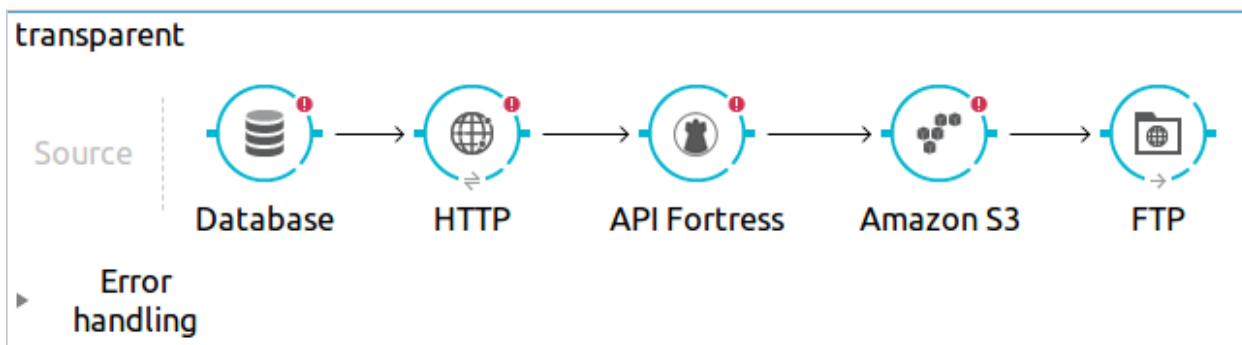 transparent
Source
Database
HTTP
API Fortress
Amazon S3
FTP
Error
handling